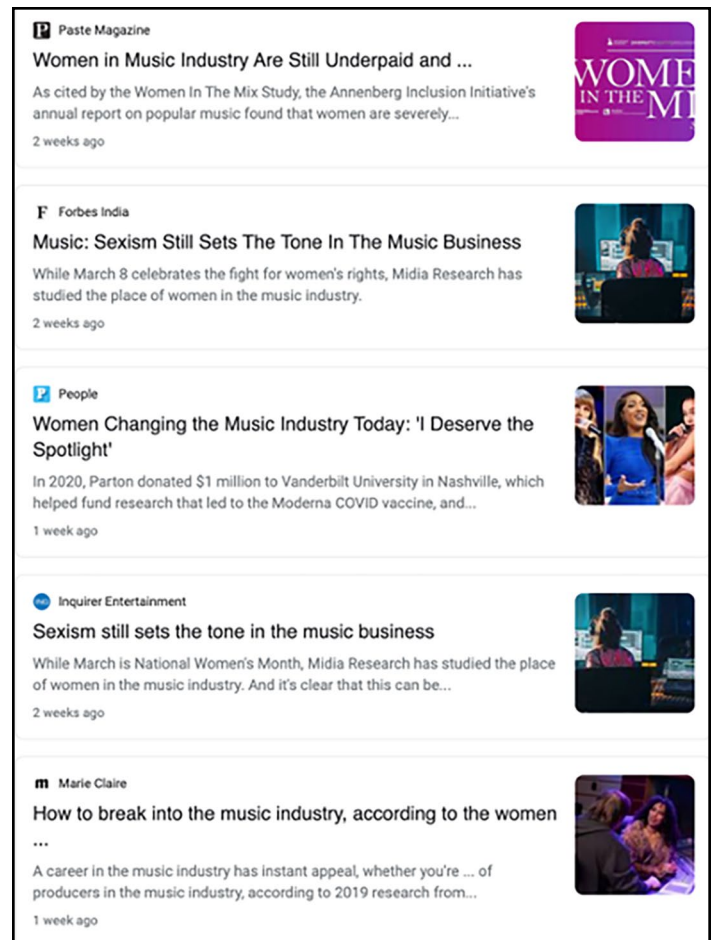 Paste Magazine
Women in Music Industry Are Still Underpaid and ...
As cited by the Women In The Mix Study, the Annenberg Inclusion Initiative's
annual report on popular music found that women are severely...
2 weeks ago
WOME
IN THE MI
Forbes India
Music: Sexism Still Sets The Tone In The Music Business
While March 8 celebrates the fight for women's rights, Midia Research has
studied the place of women in the music industry.
2 weeks ago
People
Women Changing the Music Industry Today: 'I Deserve the
Spotlight'
In 2020, Parton donated $1 million to Vanderbilt University in Nashville, which
helped fund research that led to the Moderna COVID vaccine, and...
1 week ago
Inquirer Entertainment
Sexism still sets the tone in the music business
While March is National Women's Month, Midia Research has studied the place
of women in the music industry. And it's clear that this can be...
2 weeks ago
Marie Claire
How to break into the music industry, according to the women
...
A career in the music industry has instant appeal, whether you're ... of
producers in the music industry, according to 2019 research from...
1 week ago